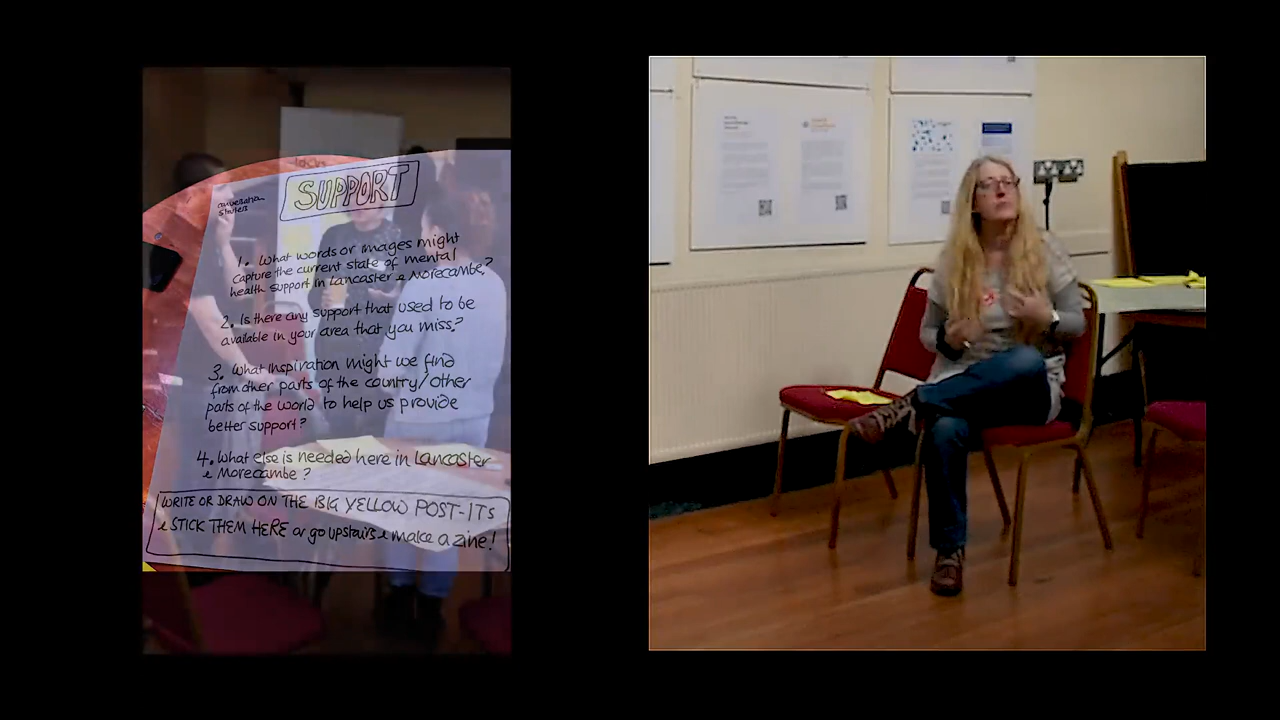 SUPPORT
conversation
starters
1. What words or images might
capture the current state of mental
health support in Lancaster & Morecambe?
2. Is there any support that used to be
available in your area that you miss?
3. What inspiration might we find
from other parts of the country/other
parts of the world to help us provide
better support?
4. What else is needed here in Lancaster
& Morecambe?
WRITE OR DRAW ON THE BIG YELLOW POST-ITS
& STICK THEM HERE or go upstairs & make a zine!